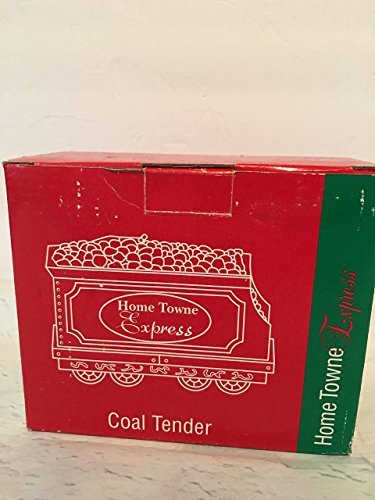 Home Towne
Express
Coal Tender
Home Towne Express